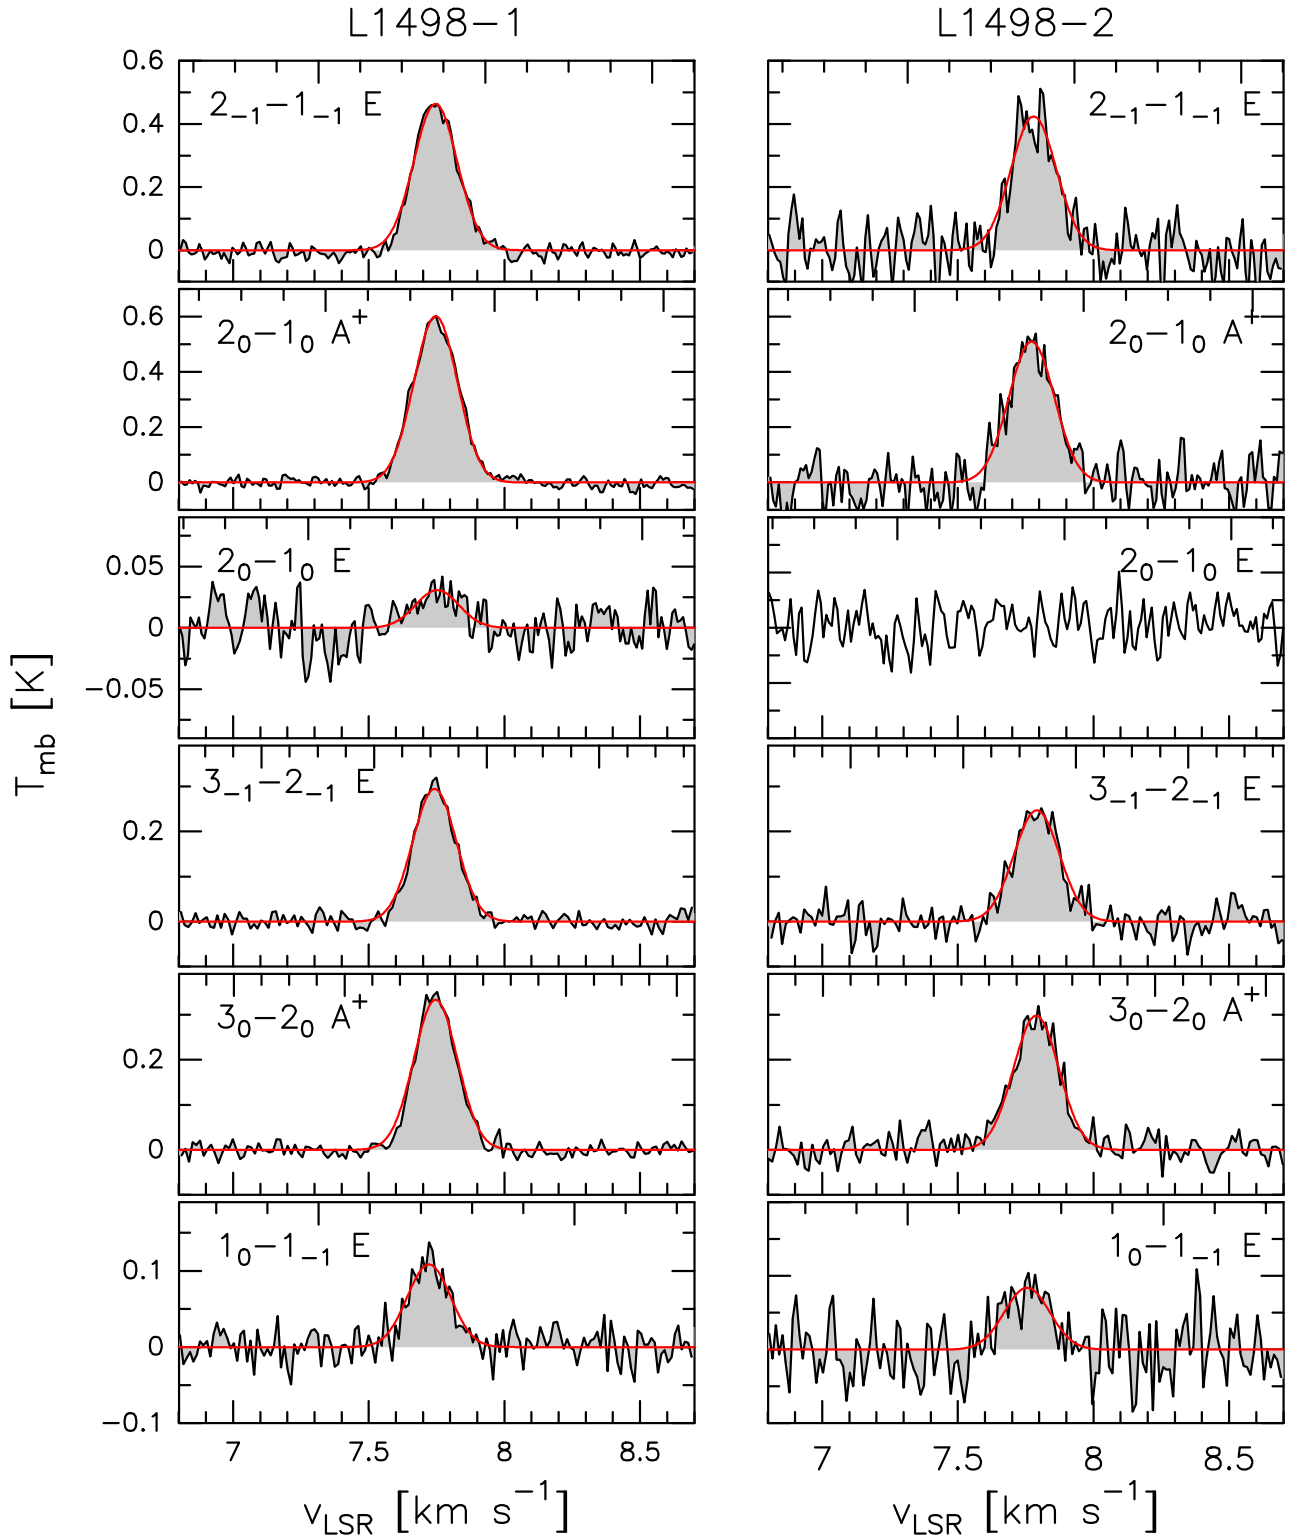 L1498−1 L1498−2
0.6
2₋₁−1₋₁ E 2₋₁−1₋₁ E
0.4
0.2
0
0.6
2₀−1₀ A⁺ 2₀−1₀ A⁺
0.4
0.2
0
2₀−1₀ E 2₀−1₀ E
0.05
0
−0.05
T_mb [K]
3₋₁−2₋₁ E 3₋₁−2₋₁ E
0.2
0
3₀−2₀ A⁺ 3₀−2₀ A⁺
0.2
0
1₀−1₋₁ E 1₀−1₋₁ E
0.1
0
−0.1
7 7.5 8 8.5 7 7.5 8 8.5
v_LSR [km s⁻¹] v_LSR [km s⁻¹]